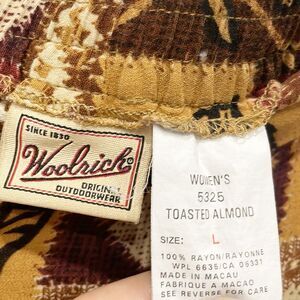 SINCE 1830
Woolrich®
ORIGINAL
OUTDOORWEAR
WOMEN'S
5325
TOASTED ALMOND
SIZE: L
100% RAYON/RAYONNE
WPL 6635/CA 06331
MADE IN MACAU
FABRIQUE A MACAO
SEE REVERSE FOR CARE